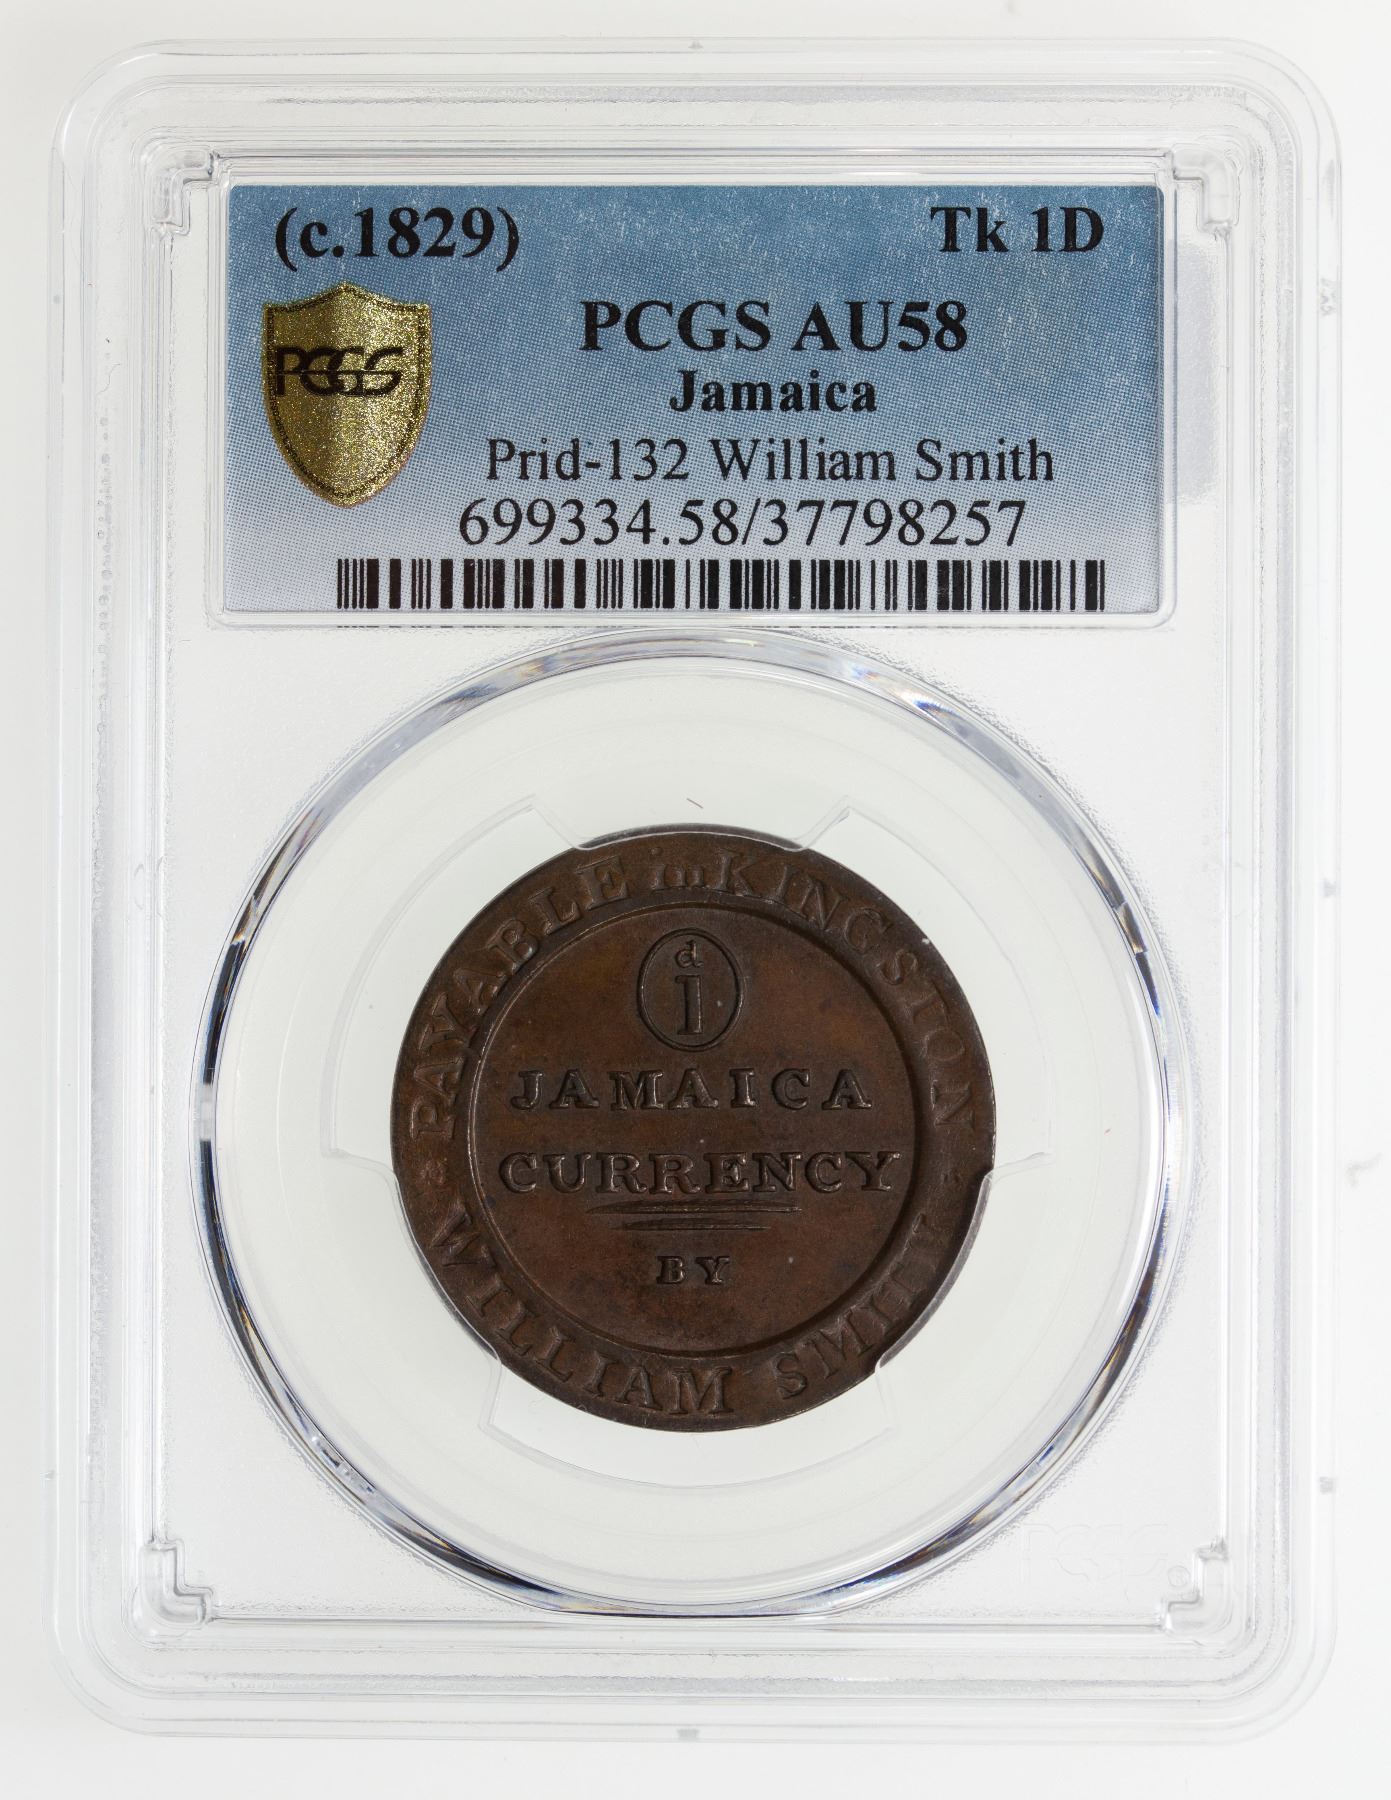 (c.1829) Tk 1D
PCGS AU58
PCGS
Jamaica
Prid-132 William Smith
699334.58/37798257
PAYABLE in KINGSTON
d
1
JAMAICA
CURRENCY
BY
& WILLIAM SMITH
PCGS